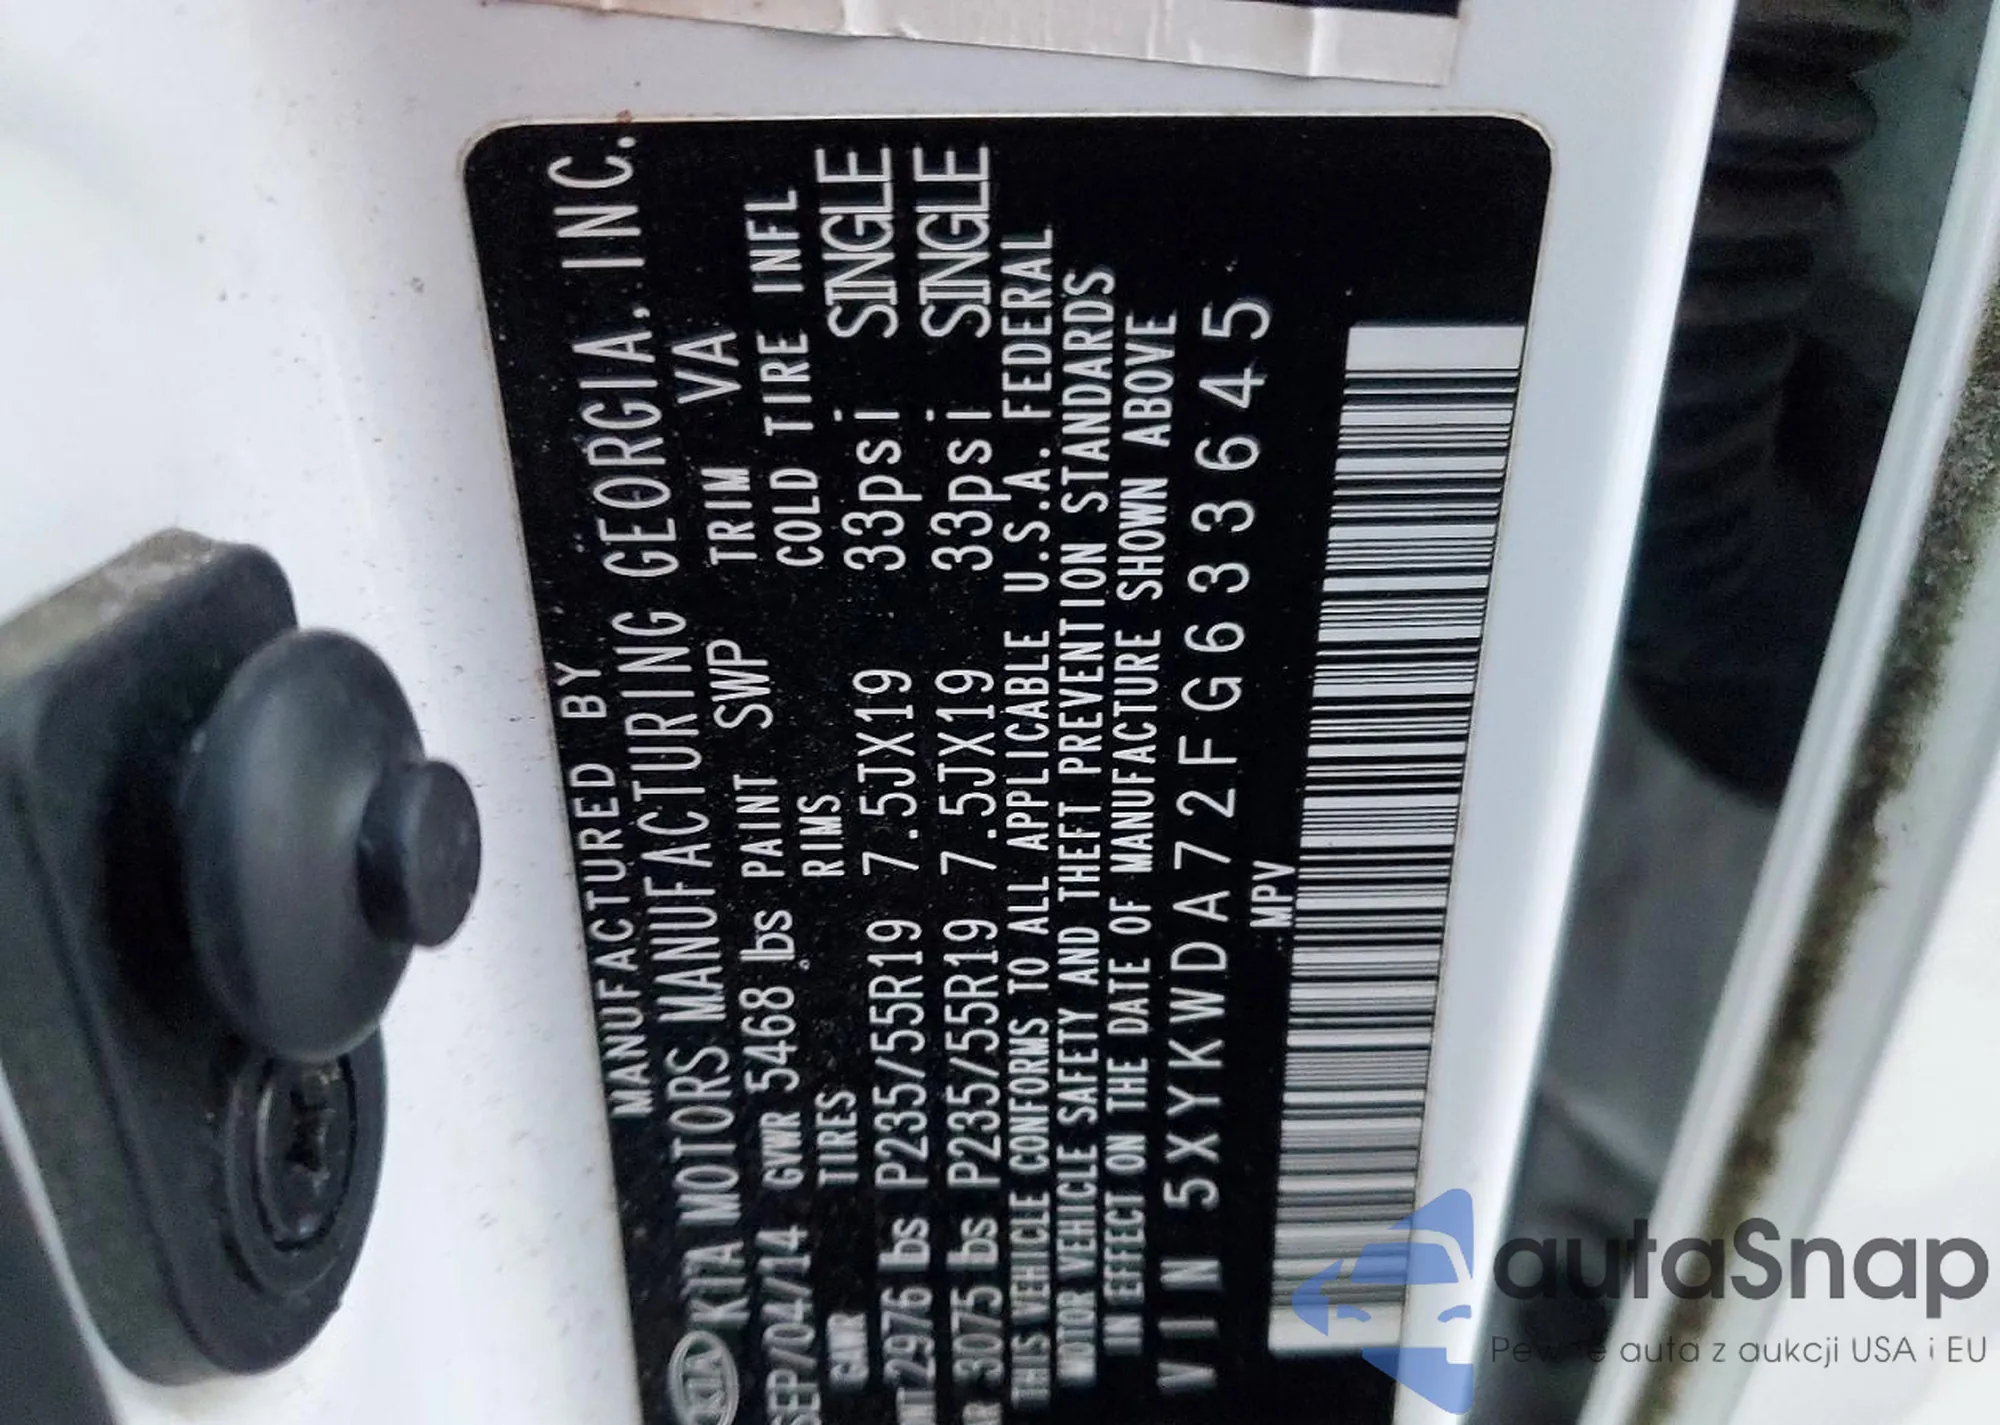 MANUFACTURED BY
KIA KIA MOTORS MANUFACTURING GEORGIA, INC.
SEP/04/14 GVWR 5468 lbs PAINT SWP TRIM VA
GAWR TIRES RIMS COLD TIRE INFL
FRNT 2976 lbs P235/55R19 7.5JX19 33psi SINGLE
REAR 3075 lbs P235/55R19 7.5JX19 33psi SINGLE
THIS VEHICLE CONFORMS TO ALL APPLICABLE U.S.A. FEDERAL
MOTOR VEHICLE SAFETY AND THEFT PREVENTION STANDARDS
IN EFFECT ON THE DATE OF MANUFACTURE SHOWN ABOVE
VIN 5XYKWDA72FG633645
MPV
autaSnap
Pewne auta z aukcji USA i EU